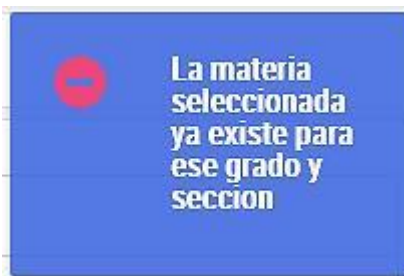 La materia
seleccionada
ya existe para
ese grado y
seccion